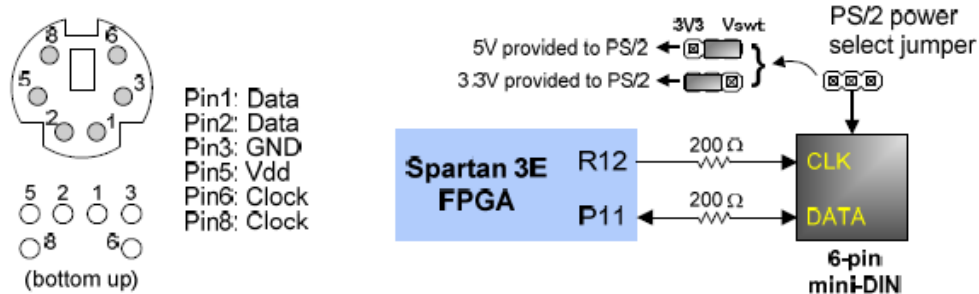 8 6
5 3
2 1
5 2 1 3
8 6
(bottom up)
Pin1: Data
Pin2: Data
Pin3: GND
Pin5: Vdd
Pin6: Clock
Pin8: Clock
3V3 Vswt
5V provided to PS/2
3.3V provided to PS/2
PS/2 power
select jumper
Spartan 3E
FPGA
R12
P11
200 Ω
200 Ω
CLK
DATA
6-pin
mini-DIN